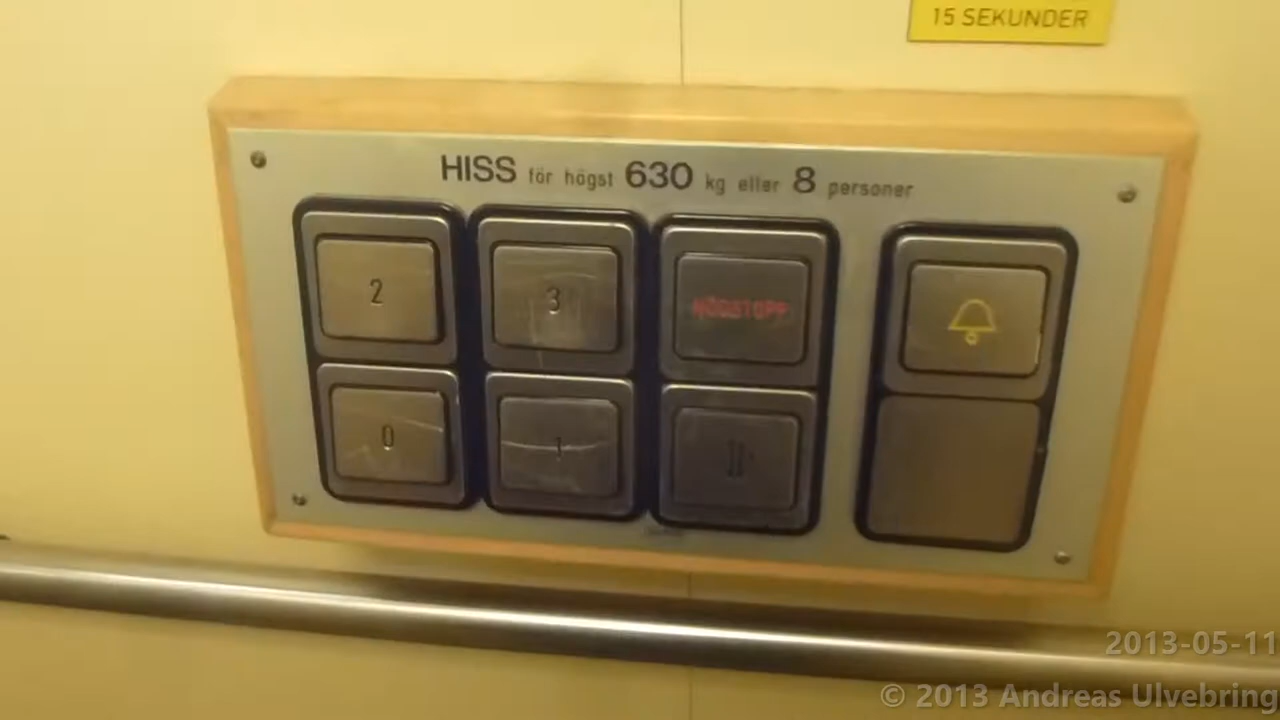 15 SEKUNDER
HISS för högst 630 kg eller 8 personer
2 3 NÖDSTOPP
0 1
2013-05-11
© 2013 Andreas Ulvebring